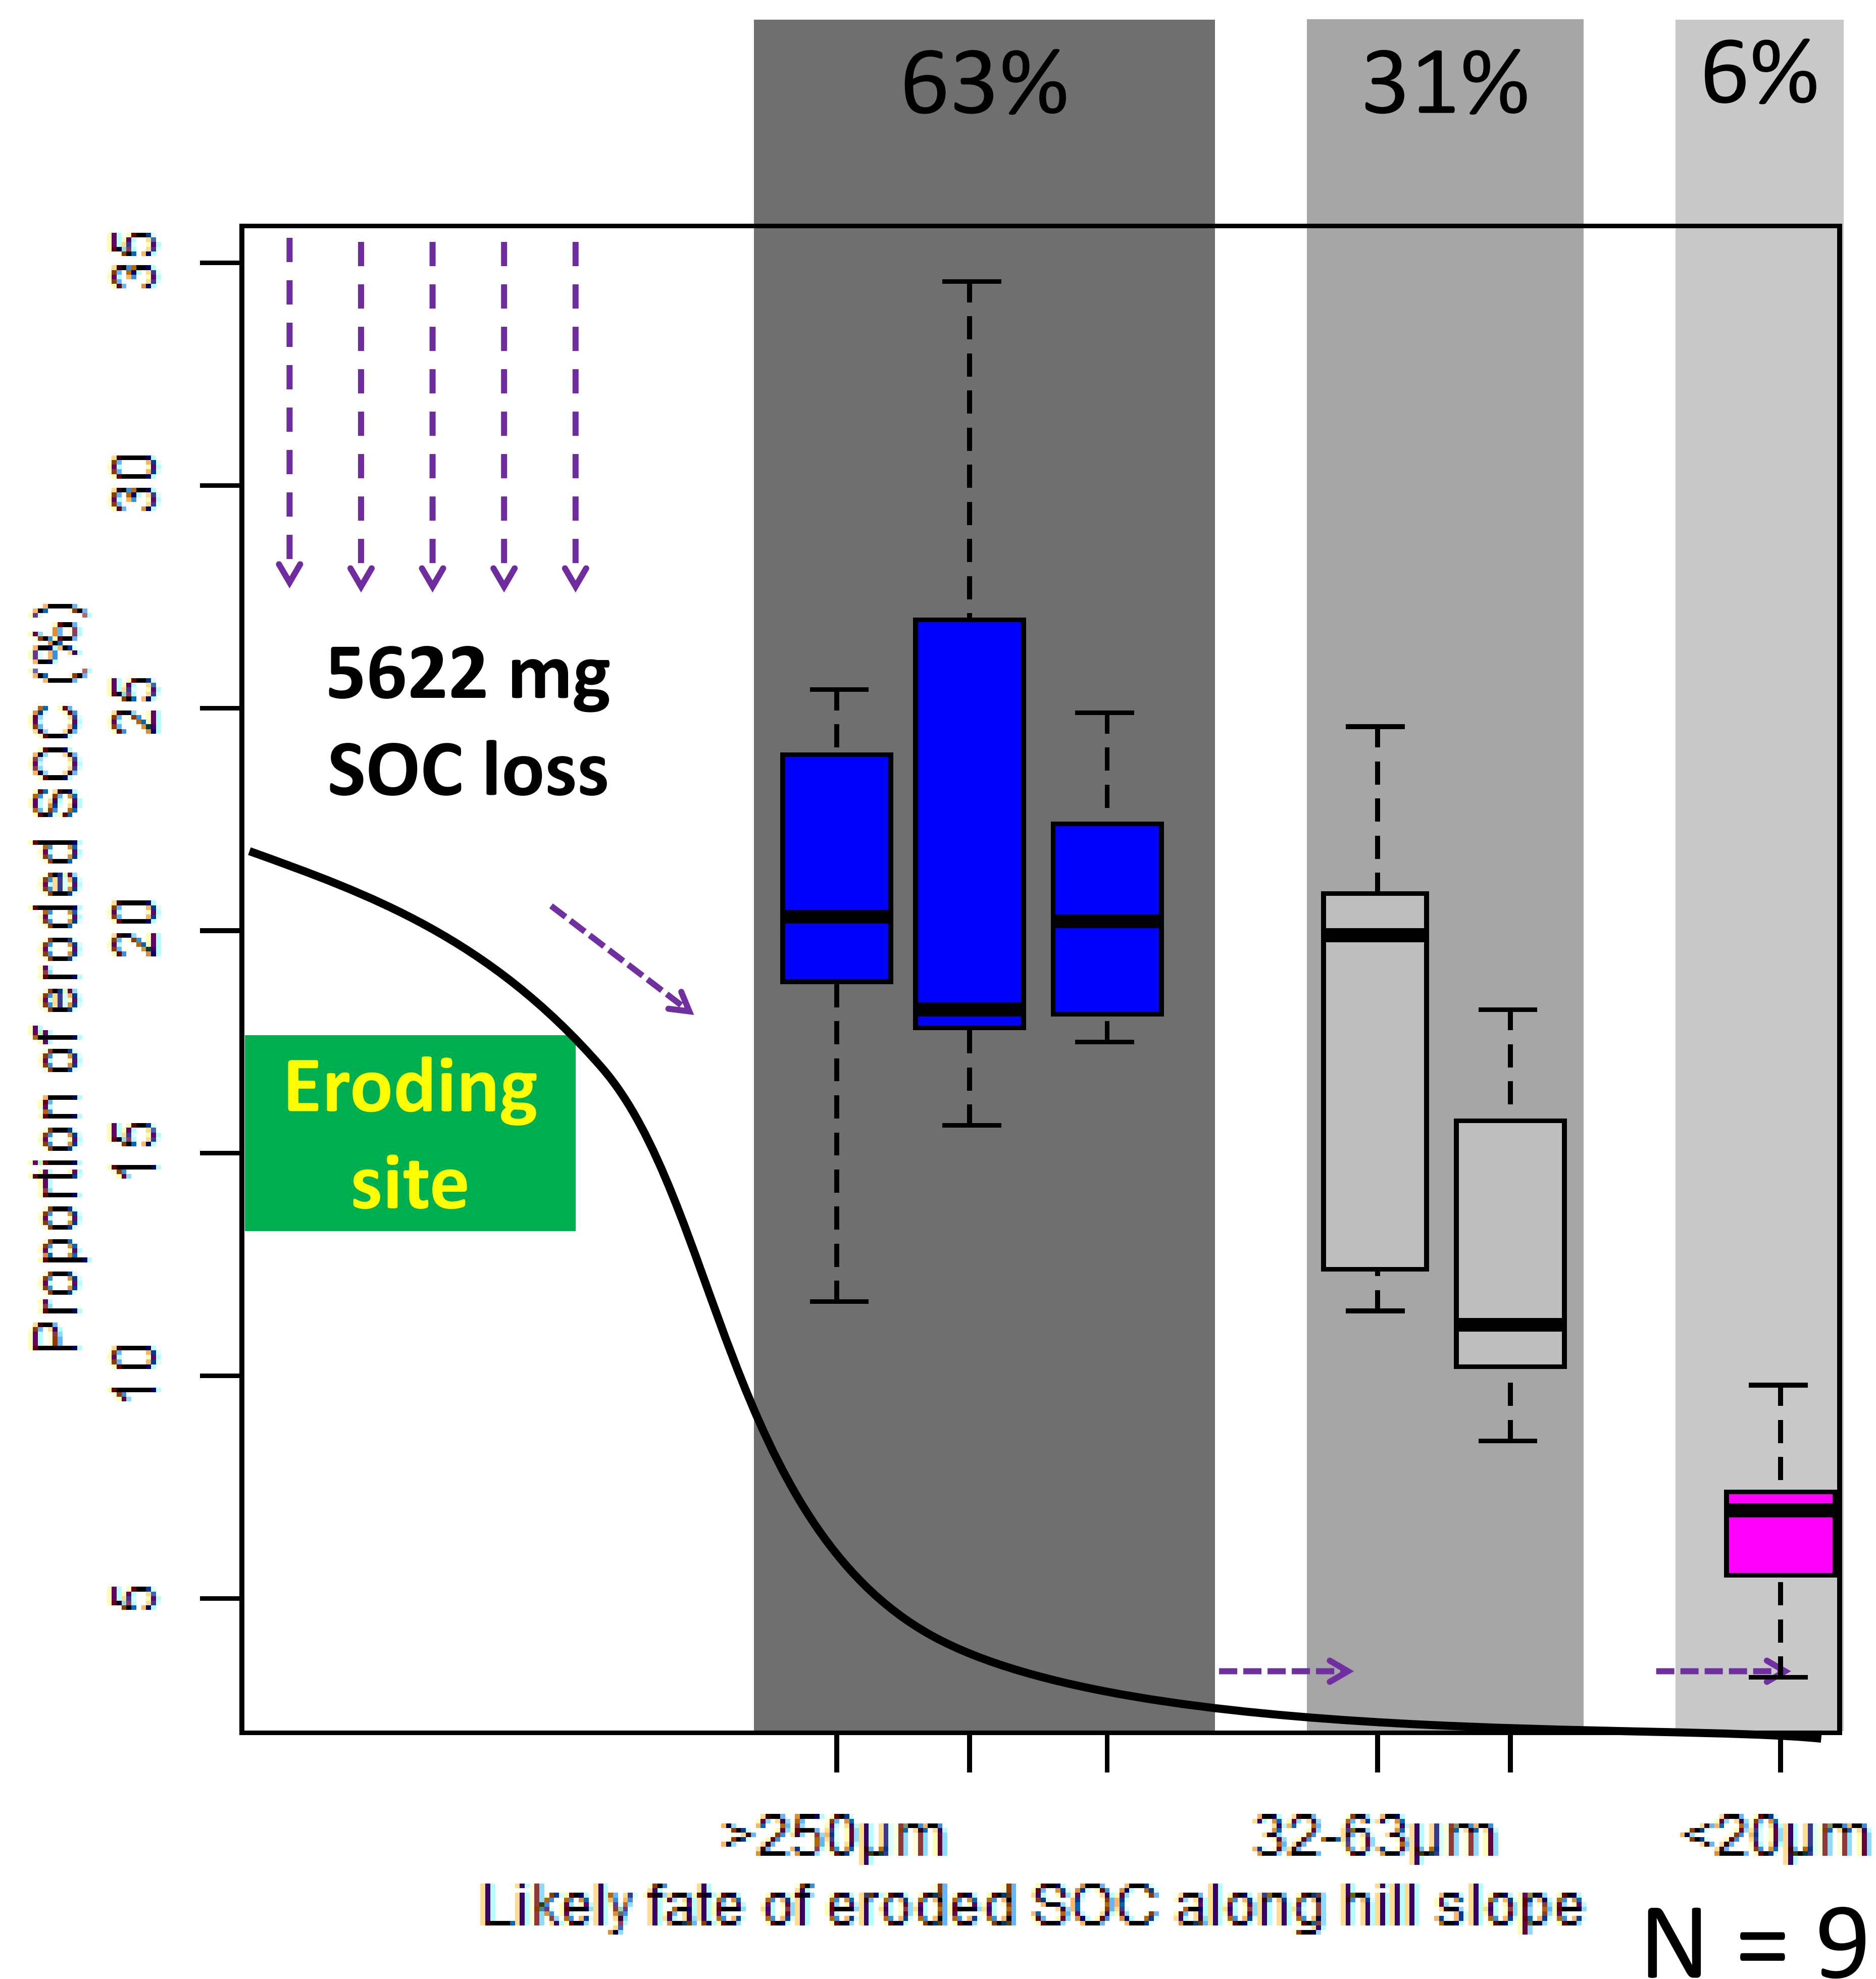 63%
31%
6%
35
30
25
20
15
10
5
Proportion of eroded SOC (%)
5622 mg
SOC loss
Eroding
site
>250µm
32-63µm
<20µm
Likely fate of eroded SOC along hill slope
N = 9